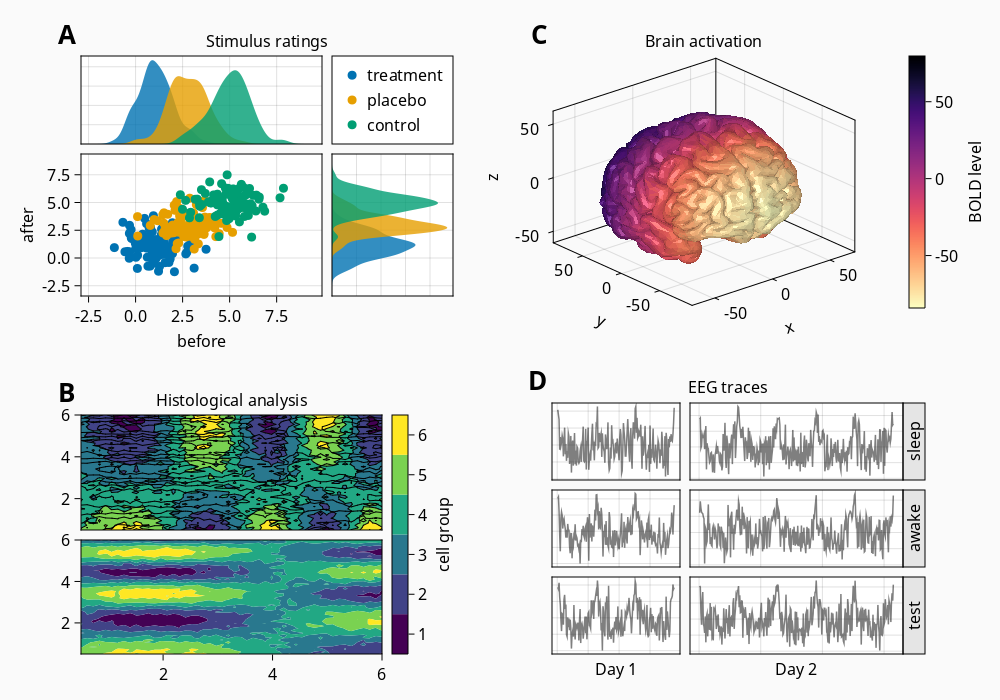 A
Stimulus ratings
treatment
placebo
control
7.5
5.0
2.5
0.0
-2.5
after
-2.5 0.0 2.5 5.0 7.5
before
C
Brain activation
50
0
-50
z
50
0
-50
y
-50
0
50
x
50
0
-50
BOLD level
B
Histological analysis
6
4
2
6
4
2
2 4 6
6
5
4
3
2
1
cell group
D
EEG traces
sleep
awake
test
Day 1 Day 2